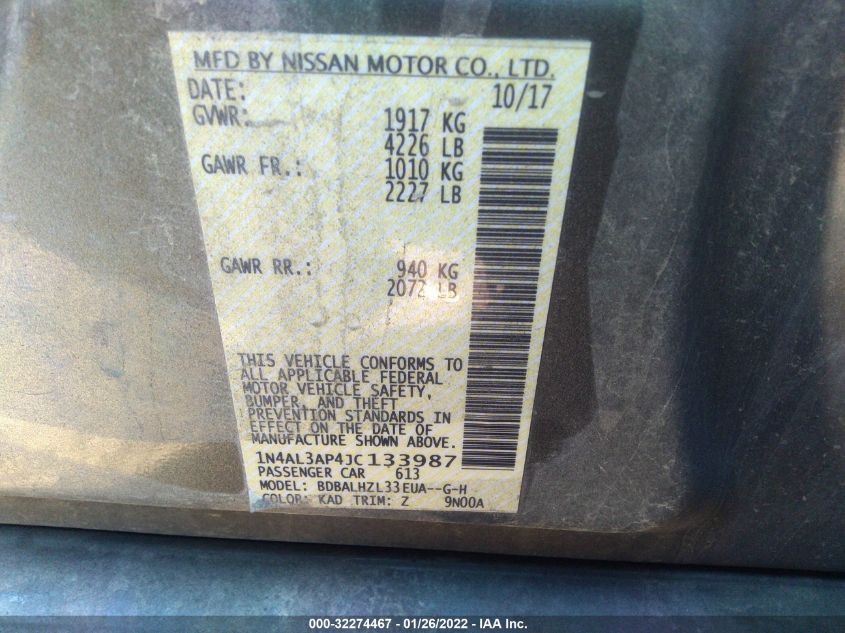 MFD BY NISSAN MOTOR CO., LTD.
DATE: 10/17
GVWR: 1917 KG
4226 LB
GAWR FR.: 1010 KG
2227 LB
GAWR RR.: 940 KG
2072 LB
THIS VEHICLE CONFORMS TO
ALL APPLICABLE FEDERAL
MOTOR VEHICLE SAFETY,
BUMPER, AND THEFT
PREVENTION STANDARDS IN
EFFECT ON THE DATE OF
MANUFACTURE SHOWN ABOVE.
1N4AL3AP4JC133987
PASSENGER CAR 613
MODEL: BDBALHZL33EUA--G-H
COLOR: KAD TRIM: Z 9N00A
000-32274467 - 01/26/2022 - IAA Inc.